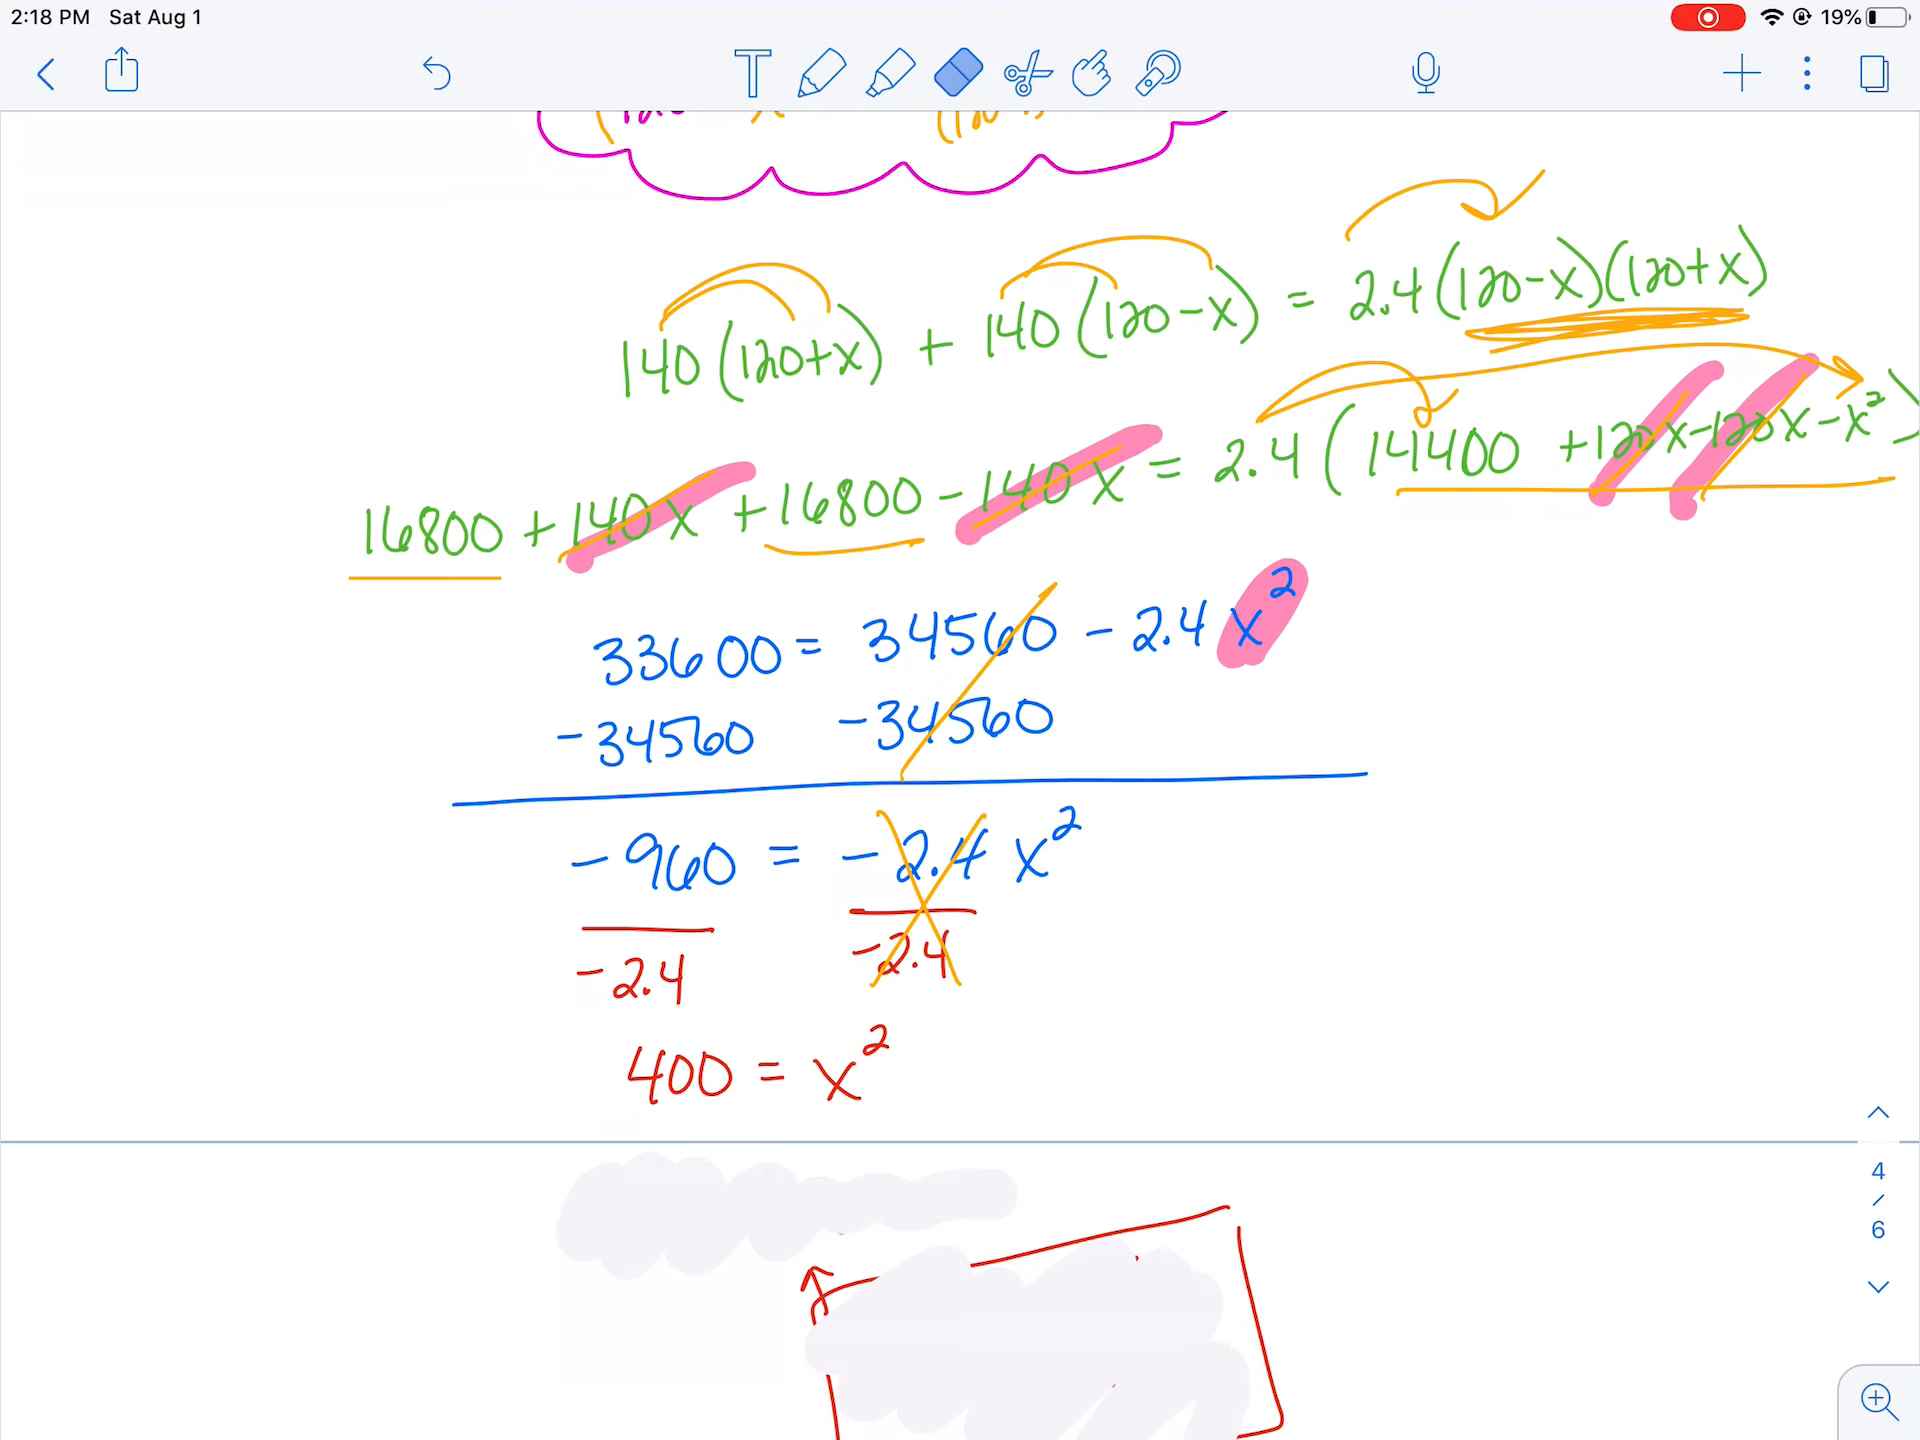 2:18 PM Sat Aug 1 19%
T
140(120+x) + 140(120-x) = 2.4(120-x)(120+x)
16800 + 140x + 16800 - 140x = 2.4(14400 + 120x - 120x - x²)
33600 = 34560 - 2.4x²
-34560 -34560
-960 = -2.4x²
-2.4 -2.4
400 = x²
4
/
6